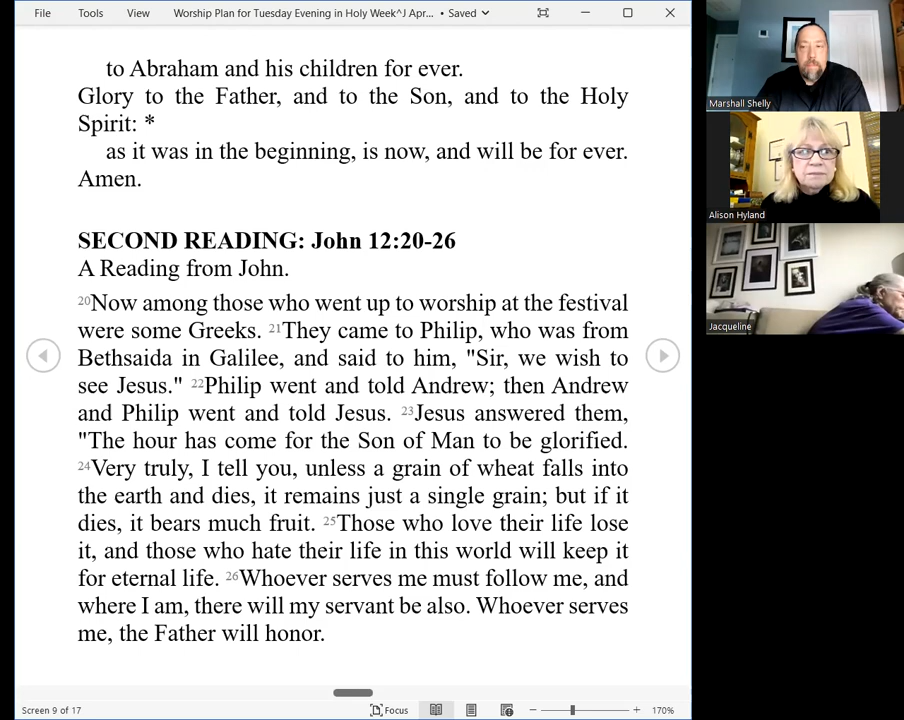 File Tools View Worship Plan for Tuesday Evening in Holy Week^J Apr... • Saved
to Abraham and his children for ever.
Glory to the Father, and to the Son, and to the Holy
Spirit: *
as it was in the beginning, is now, and will be for ever.
Amen.
SECOND READING: John 12:20-26
A Reading from John.
20Now among those who went up to worship at the festival
were some Greeks. 21They came to Philip, who was from
Bethsaida in Galilee, and said to him, "Sir, we wish to
see Jesus." 22Philip went and told Andrew; then Andrew
and Philip went and told Jesus. 23Jesus answered them,
"The hour has come for the Son of Man to be glorified.
24Very truly, I tell you, unless a grain of wheat falls into
the earth and dies, it remains just a single grain; but if it
dies, it bears much fruit. 25Those who love their life lose
it, and those who hate their life in this world will keep it
for eternal life. 26Whoever serves me must follow me, and
where I am, there will my servant be also. Whoever serves
me, the Father will honor.
Screen 9 of 17 Focus 170%
Marshall Shelly
Alison Hyland
Jacqueline